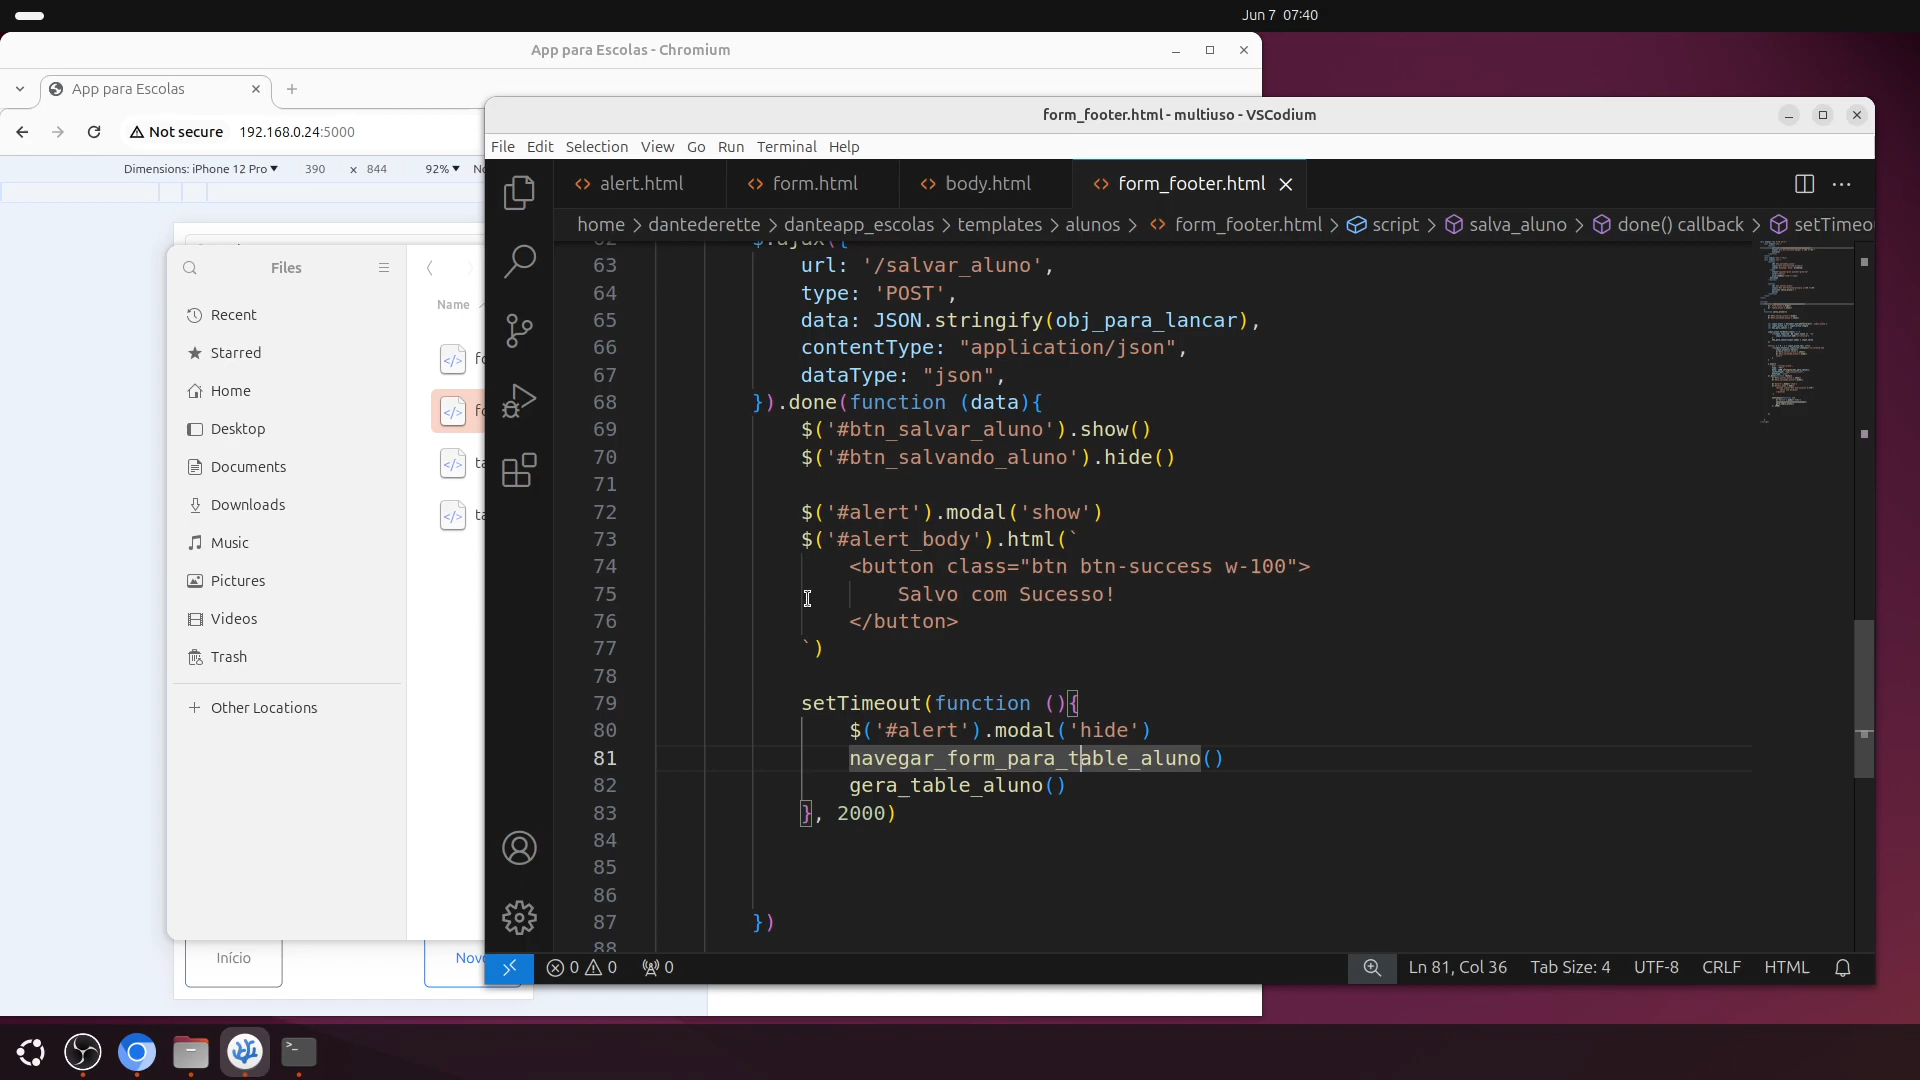 Jun 7 07:40
App para Escolas - Chromium
App para Escolas
Not secure 192.168.0.24:5000
Dimensions: iPhone 12 Pro 390 × 844 92%
Files
Recent
Starred
Home
Desktop
Documents
Downloads
Music
Pictures
Videos
Trash
Other Locations
Name
Início
form_footer.html - multiuso - VSCodium
File Edit Selection View Go Run Terminal Help
alert.html form.html body.html form_footer.html
home > dantederette > danteapp_escolas > templates > alunos > form_footer.html > script > salva_aluno > done() callback > setTimeou
62 $.ajax({
63 url: '/salvar_aluno',
64 type: 'POST',
65 data: JSON.stringify(obj_para_lancar),
66 contentType: "application/json",
67 dataType: "json",
68 }).done(function (data){
69 $('#btn_salvar_aluno').show()
70 $('#btn_salvando_aluno').hide()
71
72 $('#alert').modal('show')
73 $('#alert_body').html(`
74 <button class="btn btn-success w-100">
75 Salvo com Sucesso!
76 </button>
77 `)
78
79 setTimeout(function (){
80 $('#alert').modal('hide')
81 navegar_form_para_table_aluno()
82 gera_table_aluno()
83 }, 2000)
84
85
86
87 })
88
0 0 0
Ln 81, Col 36 Tab Size: 4 UTF-8 CRLF HTML